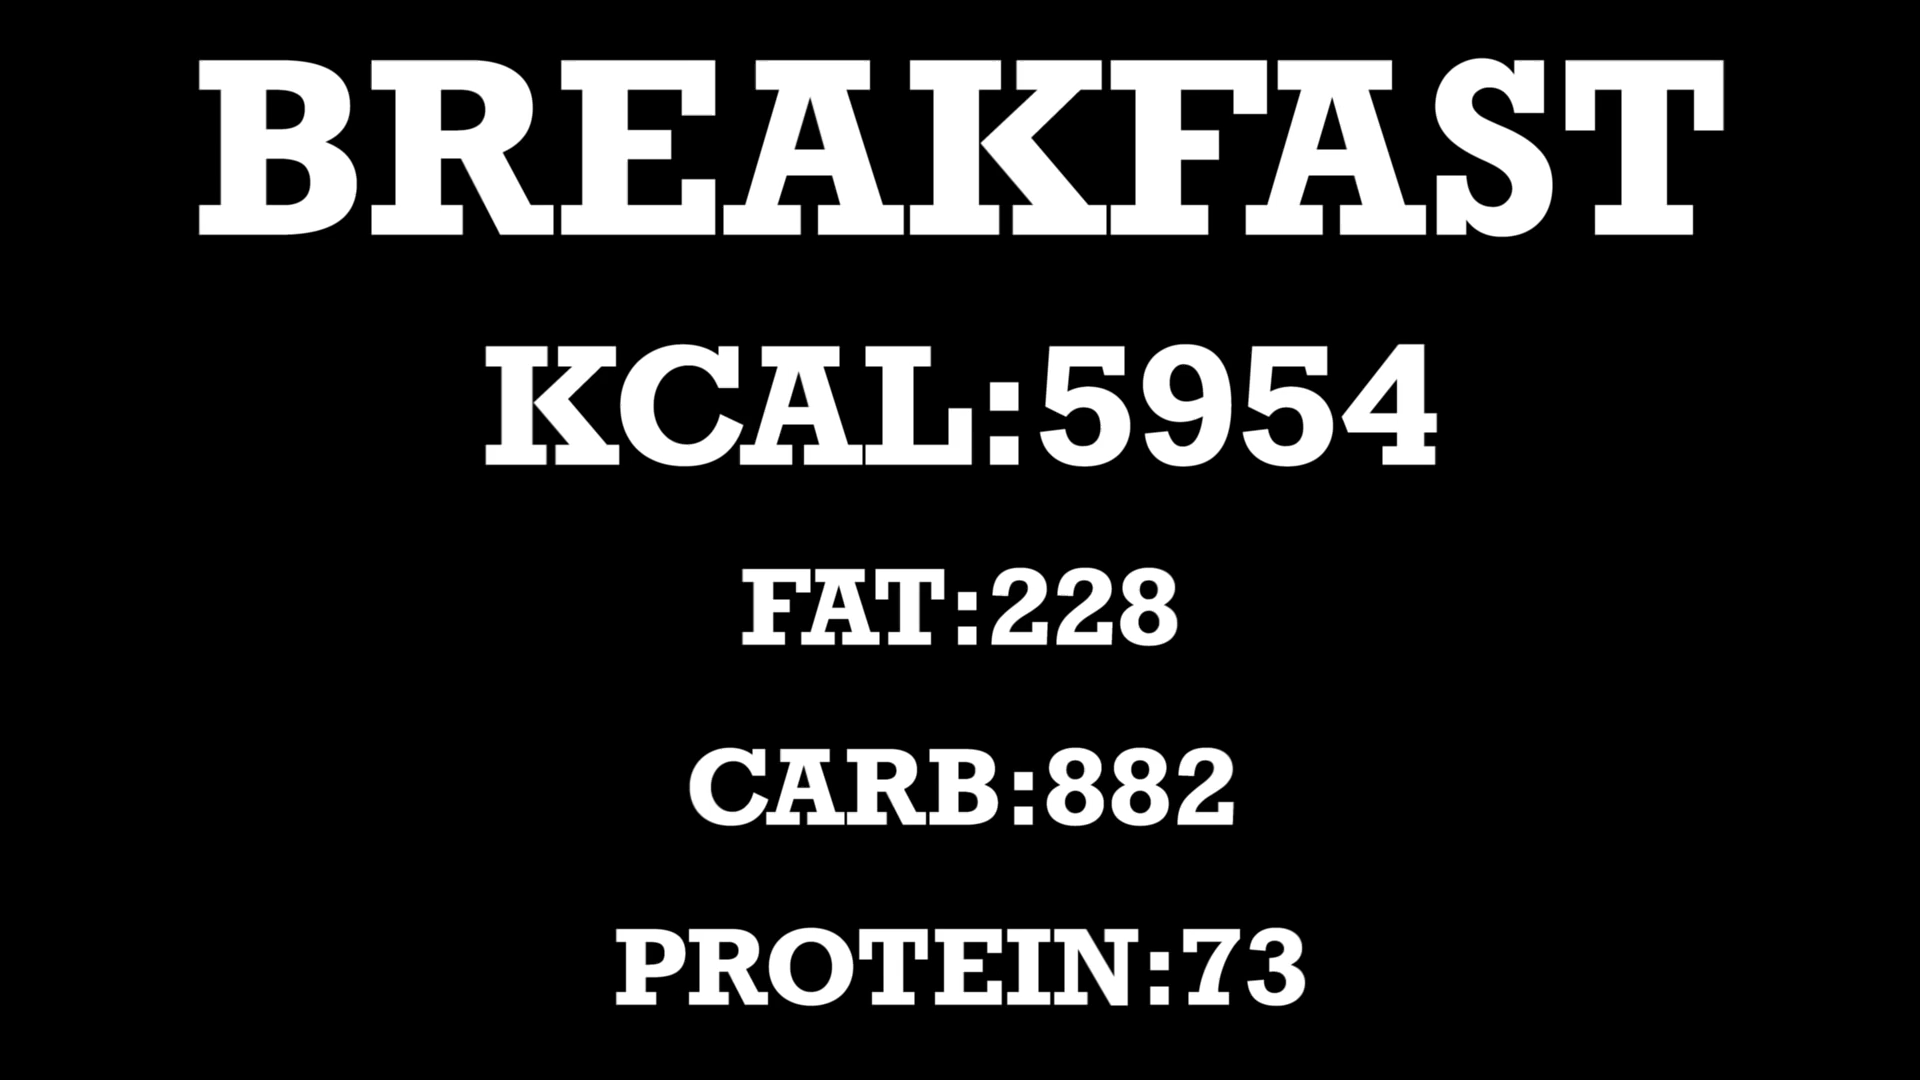 BREAKFAST
KCAL:5954
FAT:228
CARB:882
PROTEIN:73